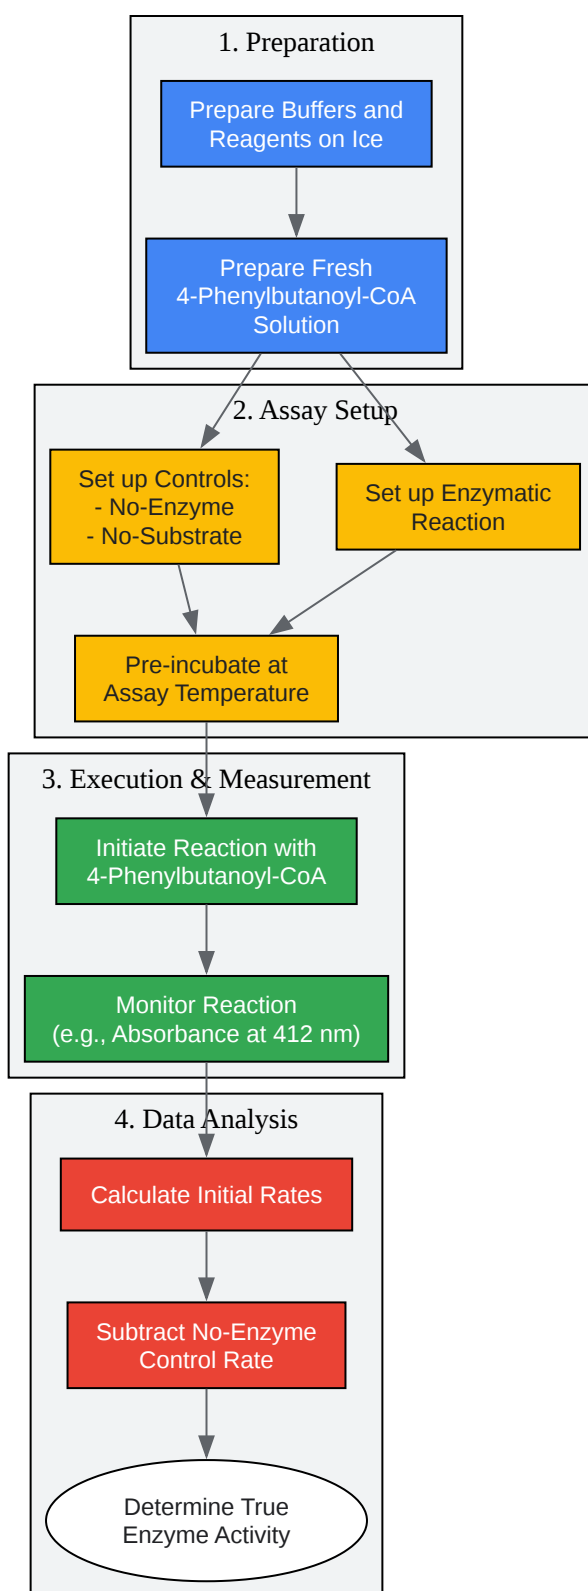 1. Preparation
Prepare Buffers and
Reagents on Ice
Prepare Fresh
4-Phenylbutanoyl-CoA
Solution
2. Assay Setup
Set up Controls:
- No-Enzyme
- No-Substrate
Set up Enzymatic
Reaction
Pre-incubate at
Assay Temperature
3. Execution & Measurement
Initiate Reaction with
4-Phenylbutanoyl-CoA
Monitor Reaction
(e.g., Absorbance at 412 nm)
4. Data Analysis
Calculate Initial Rates
Subtract No-Enzyme
Control Rate
Determine True
Enzyme Activity